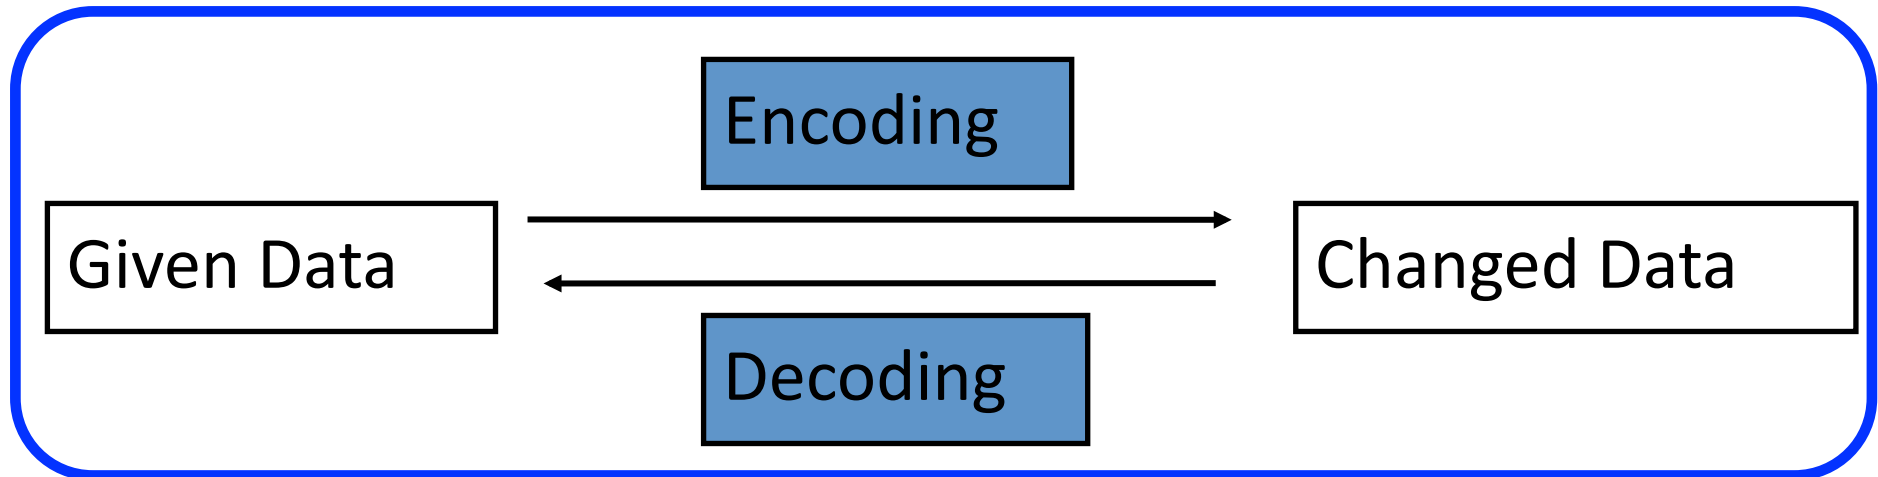 Encoding
Given Data
Changed Data
Decoding